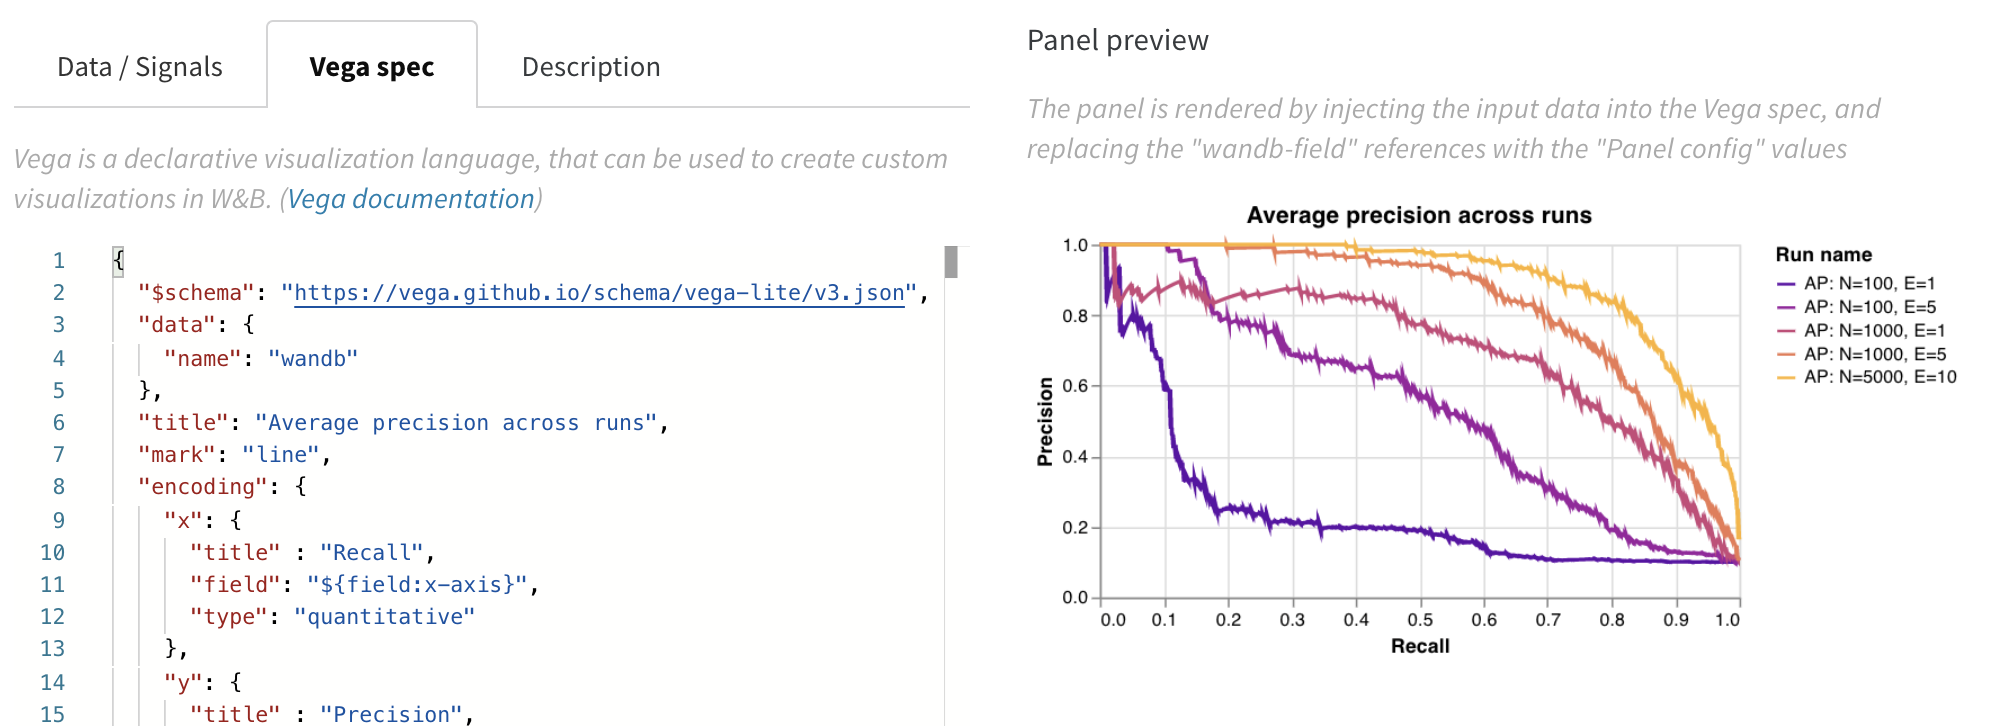 Data / Signals
Vega spec
Description
Vega is a declarative visualization language, that can be used to create custom
visualizations in W&B. (Vega documentation)
1 {
2 "$schema": "https://vega.github.io/schema/vega-lite/v3.json",
3 "data": {
4 "name": "wandb"
5 },
6 "title": "Average precision across runs",
7 "mark": "line",
8 "encoding": {
9 "x": {
10 "title" : "Recall",
11 "field": "${field:x-axis}",
12 "type": "quantitative"
13 },
14 "y": {
15 "title" : "Precision",
Panel preview
The panel is rendered by injecting the input data into the Vega spec, and
replacing the "wandb-field" references with the "Panel config" values
Average precision across runs
1.0
0.8
0.6
0.4
0.2
0.0
Precision
0.0 0.1 0.2 0.3 0.4 0.5 0.6 0.7 0.8 0.9 1.0
Recall
Run name
AP: N=100, E=1
AP: N=100, E=5
AP: N=1000, E=1
AP: N=1000, E=5
AP: N=5000, E=10